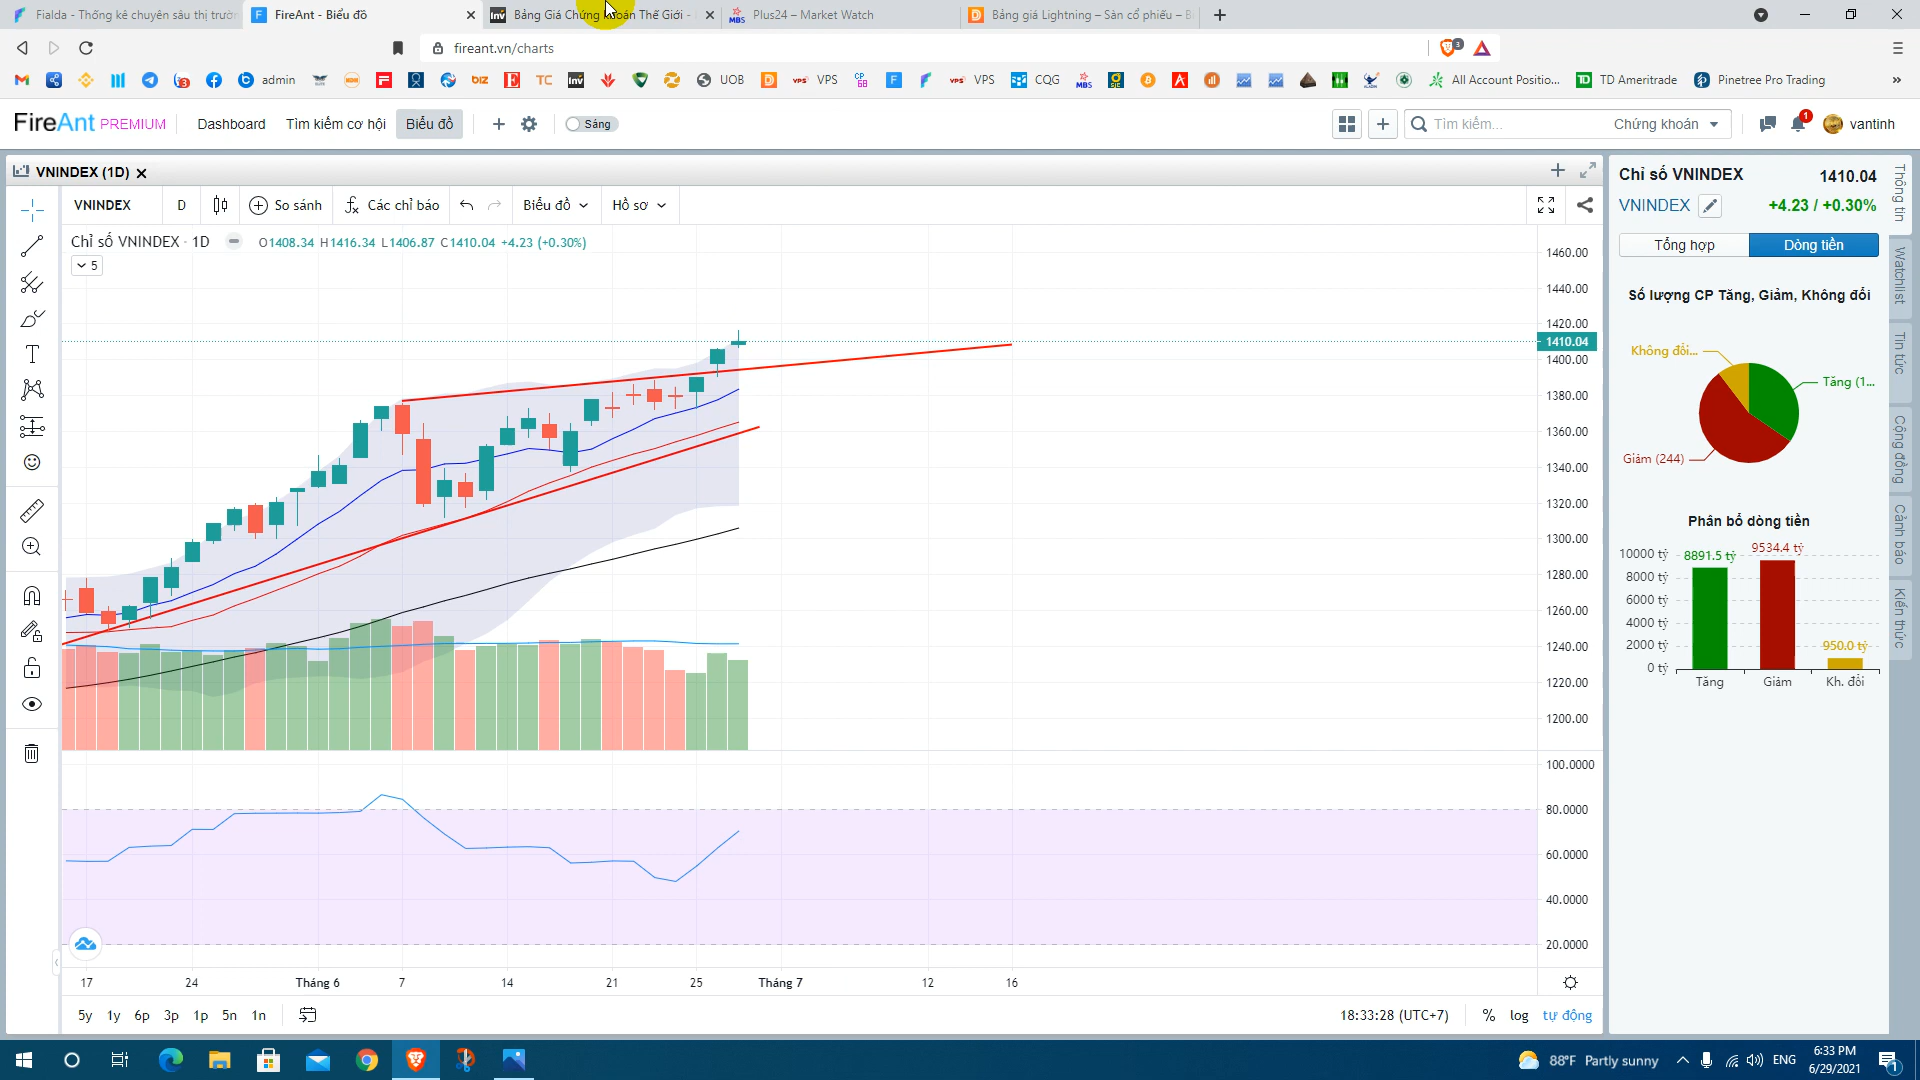 Fialda - Thống kê chuyên sâu thị trườn
FireAnt - Biểu đồ
Bảng Giá Chứng Khoán Thế Giới -
Plus24 – Market Watch
Bảng giá Lightning – Sàn cổ phiếu – B
fireant.vn/charts
3
admin
UOB
VPS
VPS
CQG
All Account Positio...
TD Ameritrade
Pinetree Pro Trading
FireAnt PREMIUM
Dashboard
Tìm kiếm cơ hội
Biểu đồ
Sáng
Tìm kiếm...
Chứng khoán
1
vantinh
VNINDEX (1D)
VNINDEX
D
So sánh
Các chỉ báo
Biểu đồ
Hồ sơ
Chỉ số VNINDEX · 1D
O1408.34 H1416.34 L1406.87 C1410.04 +4.23 (+0.30%)
5
1460.00
1440.00
1420.00
1410.04
1400.00
1380.00
1360.00
1340.00
1320.00
1300.00
1280.00
1260.00
1240.00
1220.00
1200.00
100.0000
80.0000
60.0000
40.0000
20.0000
17
24
Tháng 6
7
14
21
25
Tháng 7
12
16
5y
1y
6p
3p
1p
5n
1n
18:33:28 (UTC+7)
%
log
tự động
Chỉ số VNINDEX
1410.04
VNINDEX
+4.23 / +0.30%
Tổng hợp
Dòng tiền
Số lượng CP Tăng, Giảm, Không đổi
Không đổi...
Tăng (1...
Giảm (244)
Phân bổ dòng tiền
10000 tỷ
8000 tỷ
6000 tỷ
4000 tỷ
2000 tỷ
0 tỷ
8891.5 tỷ
9534.4 tỷ
950.0 tỷ
Tăng
Giảm
Kh. đổi
Thông tin
Watchlist
Tin tức
Cộng đồng
Cảnh báo
Kiến thức
88°F Partly sunny
ENG
6:33 PM
6/29/2021
1